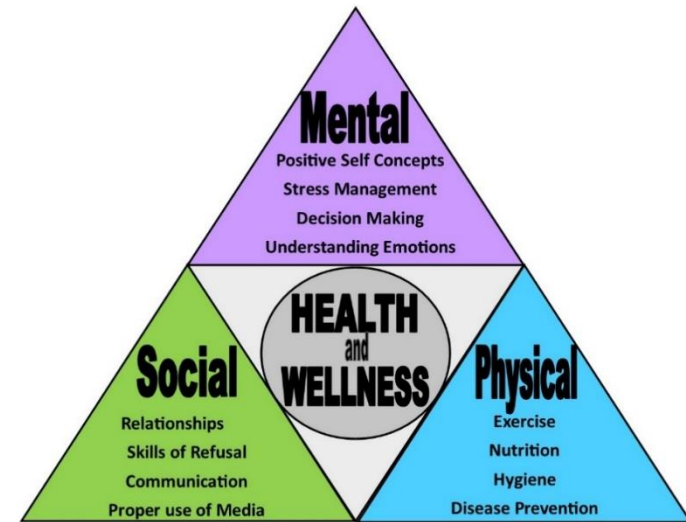 Mental
Positive Self Concepts
Stress Management
Decision Making
Understanding Emotions
HEALTH
and
WELLNESS
Social
Relationships
Skills of Refusal
Communication
Proper use of Media
Physical
Exercise
Nutrition
Hygiene
Disease Prevention